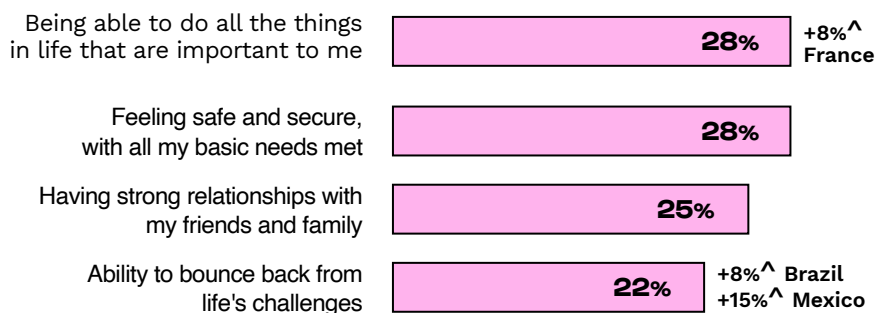 Being able to do all the things
in life that are important to me
28%
+8%^
France
Feeling safe and secure,
with all my basic needs met
28%
Having strong relationships with
my friends and family
25%
Ability to bounce back from
life's challenges
22%
+8%^ Brazil
+15%^ Mexico